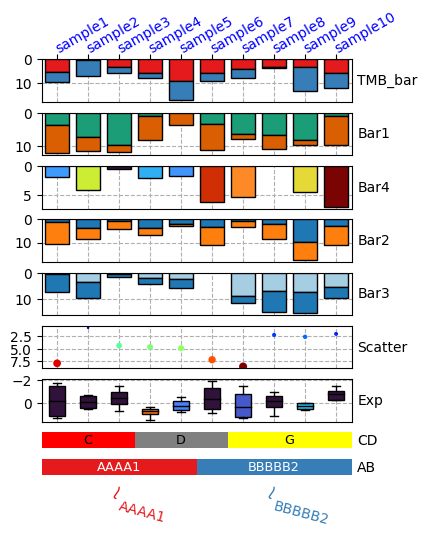 sample1 sample2 sample3 sample4 sample5 sample6 sample7 sample8 sample9 sample10
0
10
TMB_bar
0
10
Bar1
0
5
Bar4
0
10
Bar2
0
10
Bar3
2.5
5.0
7.5
Scatter
−2
0
Exp
C D G CD
AAAA1 BBBBB2 AB
AAAA1 BBBBB2